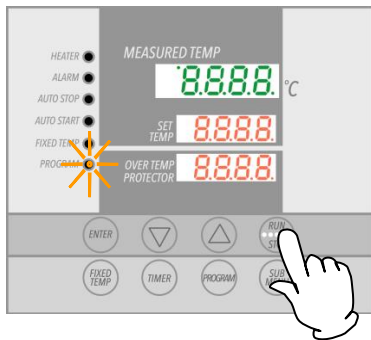 HEATER
ALARM
AUTO STOP
AUTO START
FIXED TEMP
PROGRAM
MEASURED TEMP
8.8.8.8.
°C
SET
TEMP
8.8.8.8.
OVER TEMP
PROTECTOR
8.8.8.8.
ENTER
RUN
FIXED
TEMP
TIMER
PROGRAM
SUB